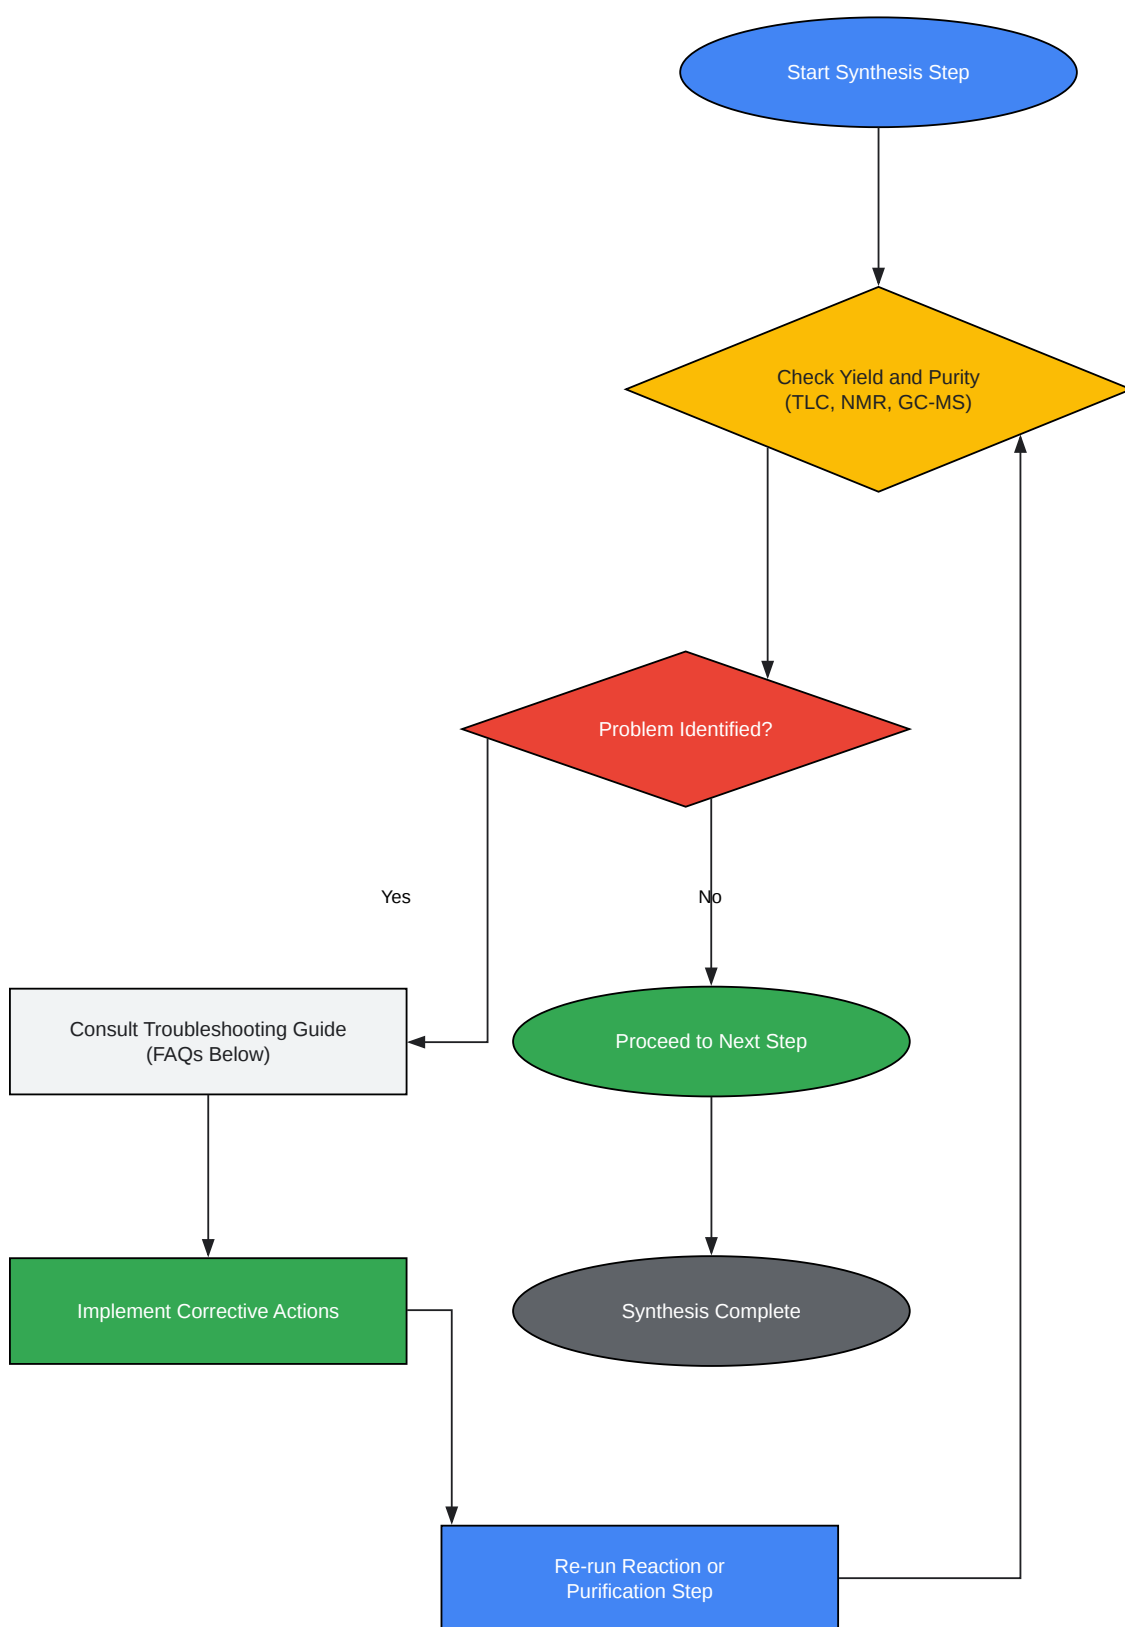 Start Synthesis Step
Check Yield and Purity
(TLC, NMR, GC-MS)
Problem Identified?
Yes
No
Consult Troubleshooting Guide
(FAQs Below)
Proceed to Next Step
Implement Corrective Actions
Synthesis Complete
Re-run Reaction or
Purification Step